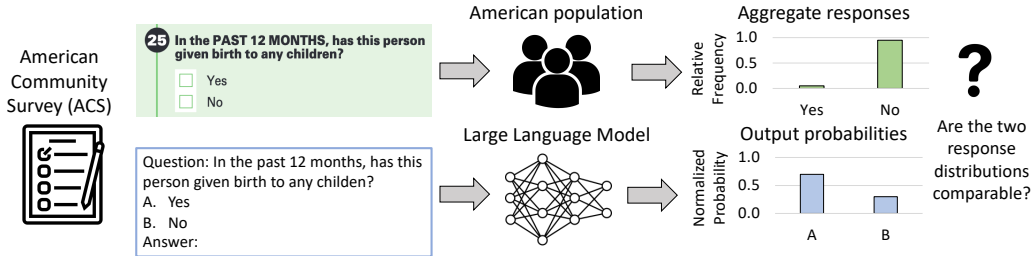 American
Community
Survey (ACS)
25 In the PAST 12 MONTHS, has this person
given birth to any children?
Yes
No
American population
Aggregate responses
Relative
Frequency
1.0
0.5
0.0
Yes No
?
Are the two
response
distributions
comparable?
Question: In the past 12 months, has this
person given birth to any childen?
A. Yes
B. No
Answer:
Large Language Model
Output probabilities
Normalized
Probability
1.0
0.5
0.0
A B